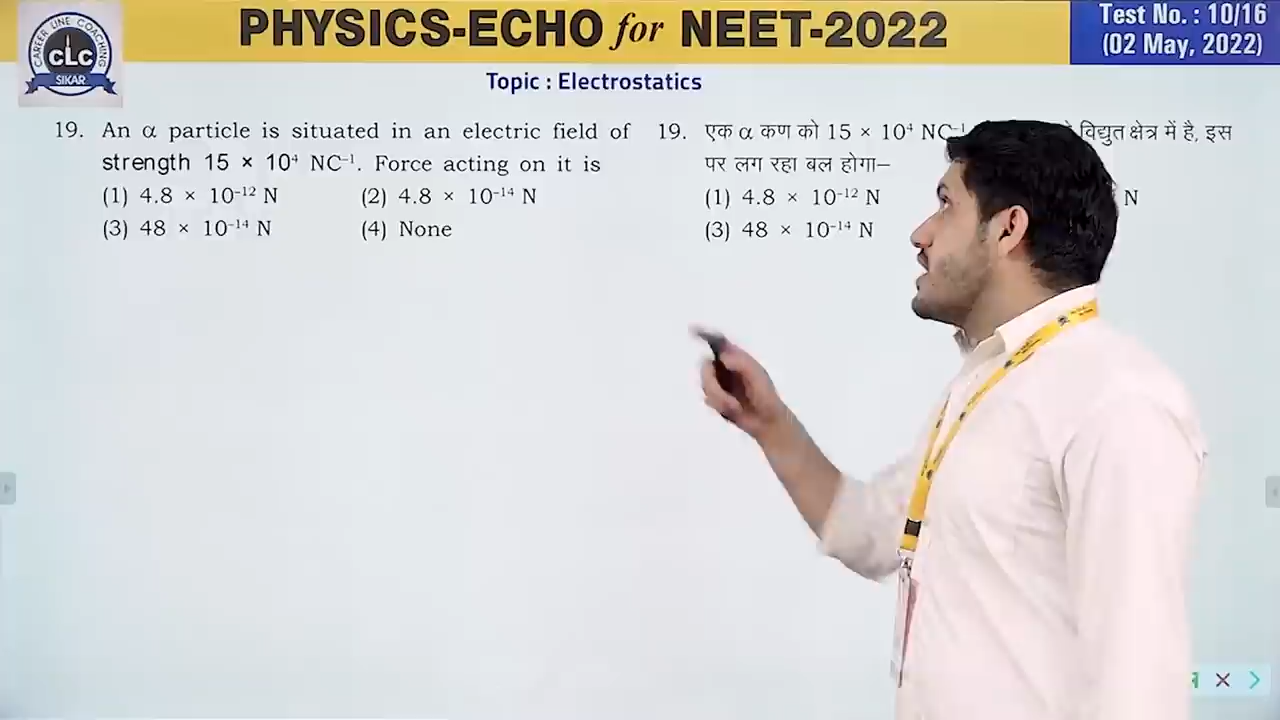 CAREER LINE COACHING
CLC
SIKAR
PHYSICS-ECHO for NEET-2022
Test No. : 10/16
(02 May, 2022)
Topic : Electrostatics
19. An α particle is situated in an electric field of
strength 15 × 10⁴ NC⁻¹. Force acting on it is
(1) 4.8 × 10⁻¹² N (2) 4.8 × 10⁻¹⁴ N
(3) 48 × 10⁻¹⁴ N (4) None
19. एक α कण को 15 × 10⁴ NC⁻¹ विद्युत क्षेत्र में है, इस
पर लग रहा बल होगा–
(1) 4.8 × 10⁻¹² N N
(3) 48 × 10⁻¹⁴ N